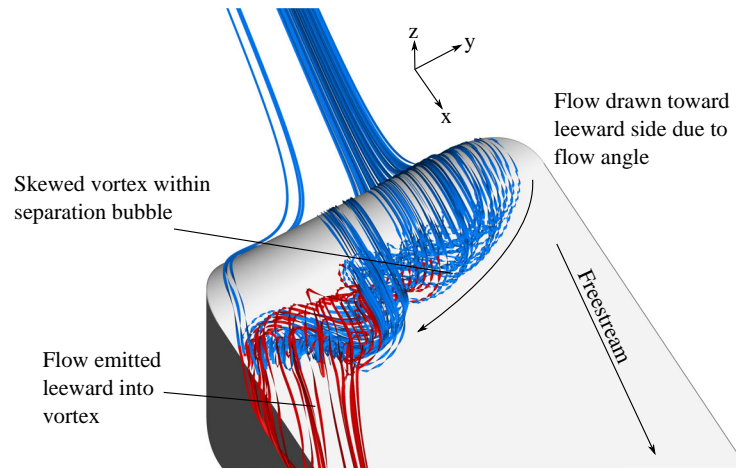 z
y
x
Flow drawn toward
leeward side due to
flow angle
Skewed vortex within
separation bubble
Freestream
Flow emitted
leeward into
vortex